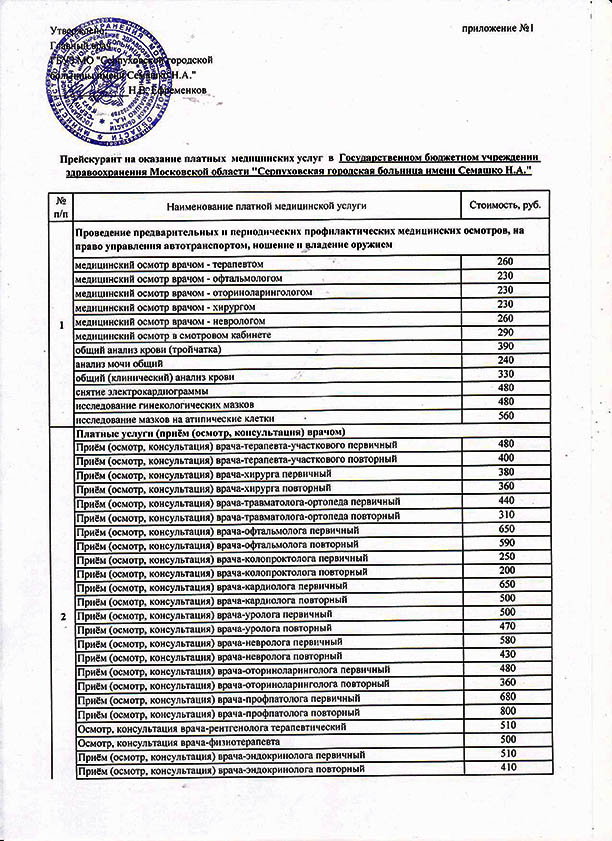 Утверждено
приложение №1
Главный врач
ГБУЗ МО "Серпуховской городской
больницы имени Семашко Н.А."
Н.В. Ефременков
Прейскурант на оказание платных медицинских услуг в Государственном бюджетном учреждении
здравоохранения Московской области "Серпуховская городская больница имени Семашко Н.А."
№ п/п Наименование платной медицинской услуги Стоимость, руб.
1
Проведение предварительных и периодических профилактических медицинских осмотров, на
право управления автотранспортом, ношение и владение оружием
медицинский осмотр врачом - терапевтом 260
медицинский осмотр врачом - офтальмологом 230
медицинский осмотр врачом - оториноларингологом 230
медицинский осмотр врачом - хирургом 230
медицинский осмотр врачом - неврологом 260
медицинский осмотр в смотровом кабинете 290
общий анализ крови (тройчатка) 390
анализ мочи общий 240
общий (клинический) анализ крови 330
снятие электрокардиограммы 480
исследование гинекологических мазков 480
исследование мазков на атипические клетки 560
2
Платные услуги (приём (осмотр, консультация) врачом)
Приём (осмотр, консультация) врача-терапевта-участкового первичный 480
Приём (осмотр, консультация) врача-терапевта-участкового повторный 400
Приём (осмотр, консультация) врача-хирурга первичный 380
Приём (осмотр, консультация) врача-хирурга повторный 360
Приём (осмотр, консультация) врача-травматолога-ортопеда первичный 440
Приём (осмотр, консультация) врача-травматолога-ортопеда повторный 310
Приём (осмотр, консультация) врача-офтальмолога первичный 650
Приём (осмотр, консультация) врача-офтальмолога повторный 590
Приём (осмотр, консультация) врача-колопроктолога первичный 250
Приём (осмотр, консультация) врача-колопроктолога повторный 200
Приём (осмотр, консультация) врача-кардиолога первичный 650
Приём (осмотр, консультация) врача-кардиолога повторный 500
Приём (осмотр, консультация) врача-уролога первичный 500
Приём (осмотр, консультация) врача-уролога повторный 470
Приём (осмотр, консультация) врача-невролога первичный 580
Приём (осмотр, консультация) врача-невролога повторный 430
Приём (осмотр, консультация) врача-оториноларинголога первичный 480
Приём (осмотр, консультация) врача-оториноларинголога повторный 360
Приём (осмотр, консультация) врача-профпатолога первичный 680
Приём (осмотр, консультация) врача-профпатолога повторный 800
Осмотр, консультация врача-рентгенолога терапевтический 510
Осмотр, консультация врача-физиотерапевта 500
Приём (осмотр, консультация) врача-эндокринолога первичный 510
Приём (осмотр, консультация) врача-эндокринолога повторный 410